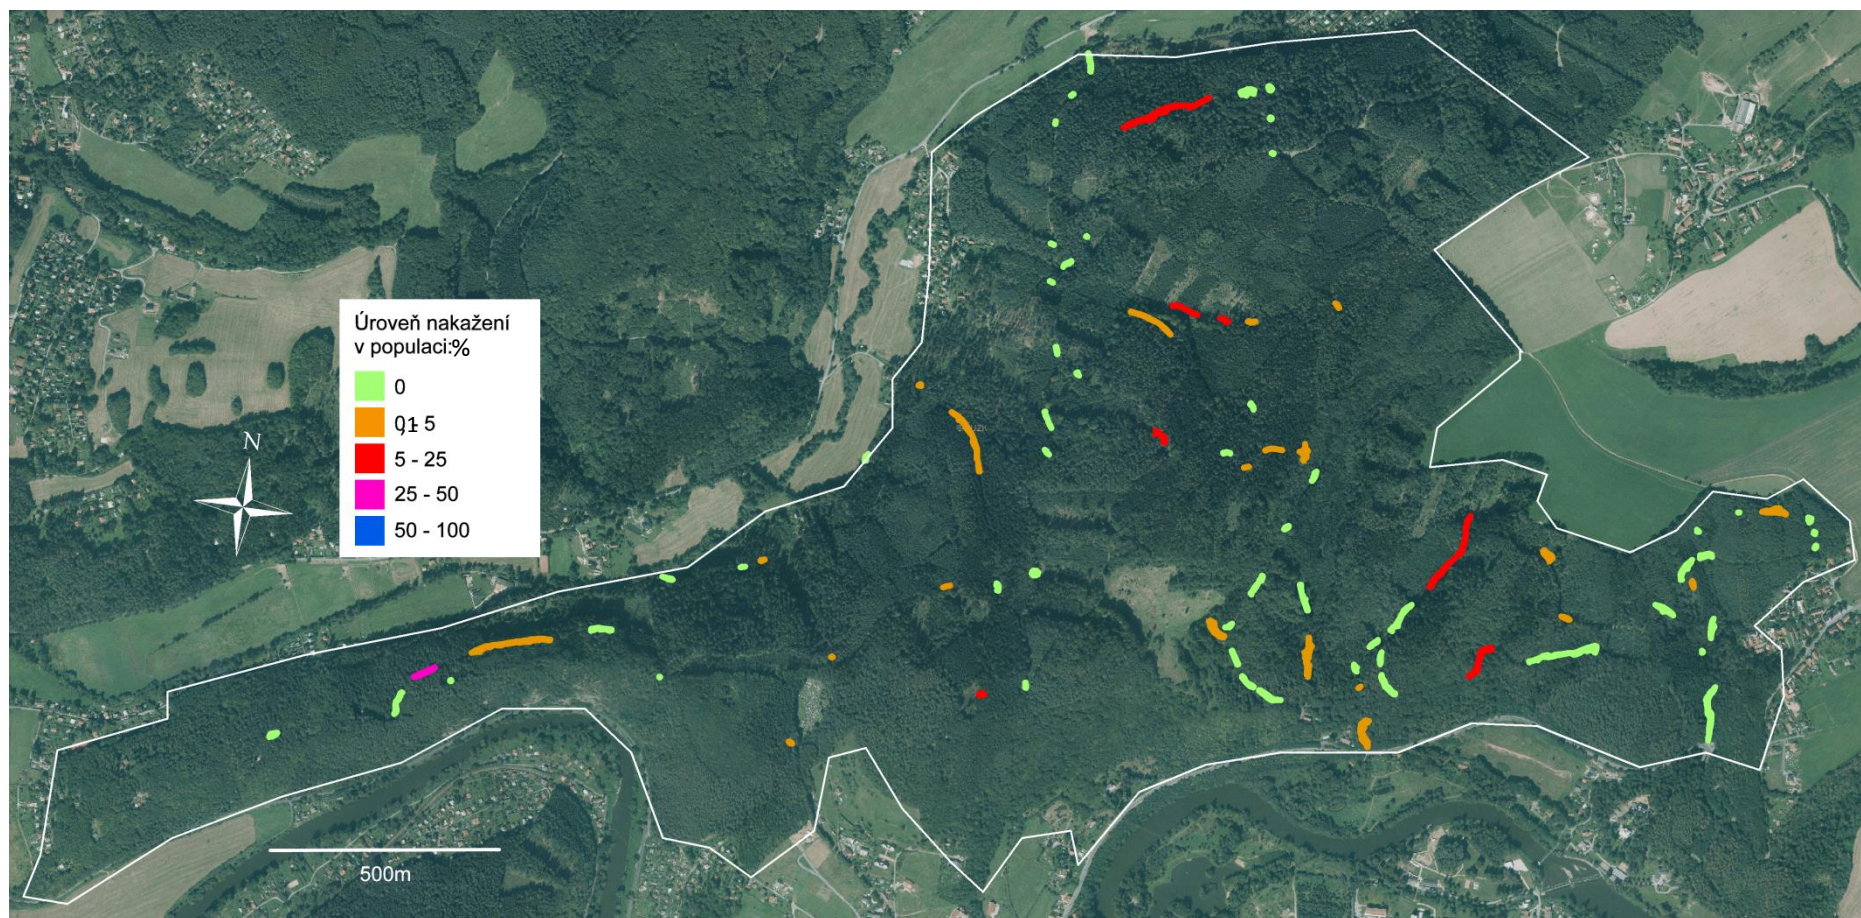 Úroveň nakažení
v populaci:%
0
0,1- 5
5 - 25
25 - 50
50 - 100
N
500m